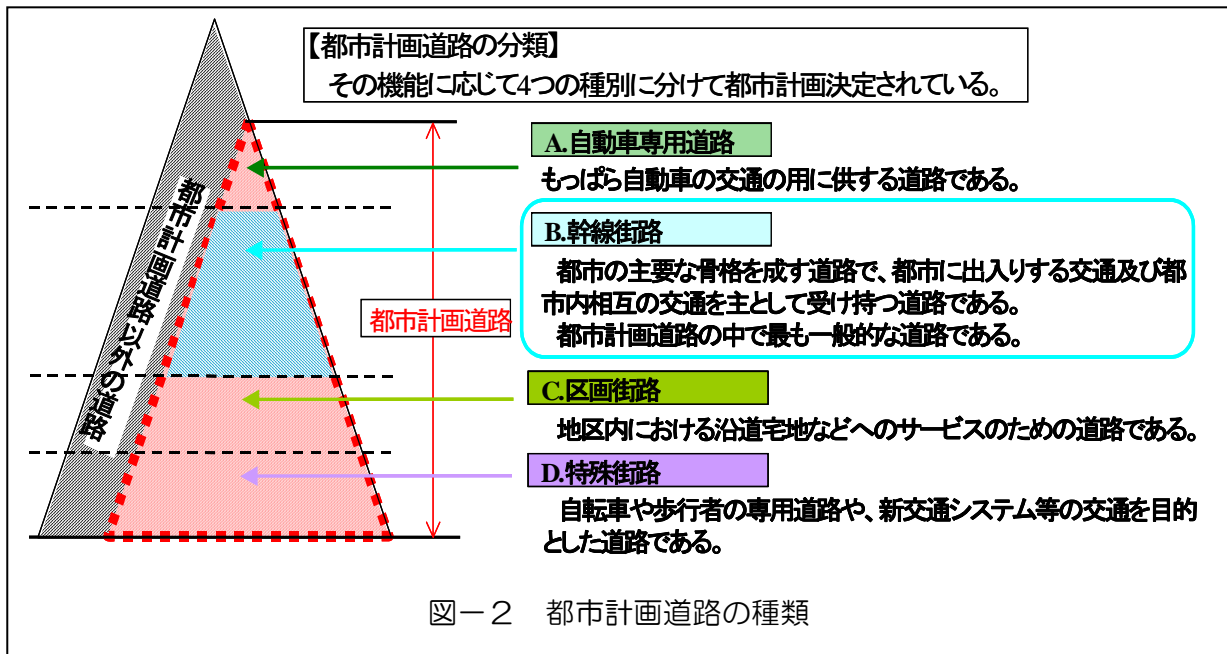 【都市計画道路の分類】
その機能に応じて4つの種別に分けて都市計画決定されている。
A.自動車専用道路
もっぱら自動車の交通の用に供する道路である。
B.幹線街路
都市の主要な骨格を成す道路で、都市に出入りする交通及び都
市内相互の交通を主として受け持つ道路である。
都市計画道路の中で最も一般的な道路である。
都市計画道路以外の道路
都市計画道路
C.区画街路
地区内における沿道宅地などへのサービスのための道路である。
D.特殊街路
自転車や歩行者の専用道路や、新交通システム等の交通を目的
とした道路である。
図－2 都市計画道路の種類